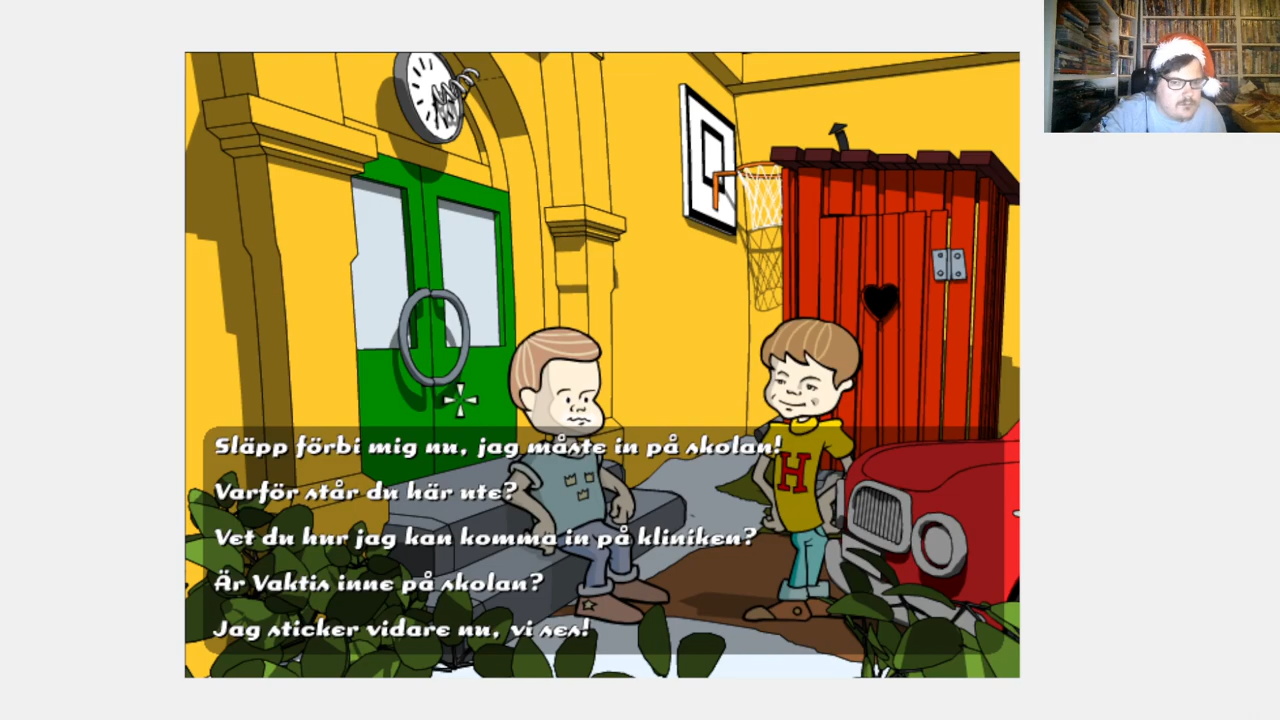 H
Släpp förbi mig nu, jag måste in på skolan!
Varför står du här ute?
Vet du hur jag kan komma in på kliniken?
Är Vaktis inne på skolan?
Jag sticker vidare nu, vi ses!